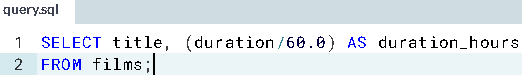 query.sql
1 SELECT title, (duration/60.0) AS duration_hours
2 FROM films;